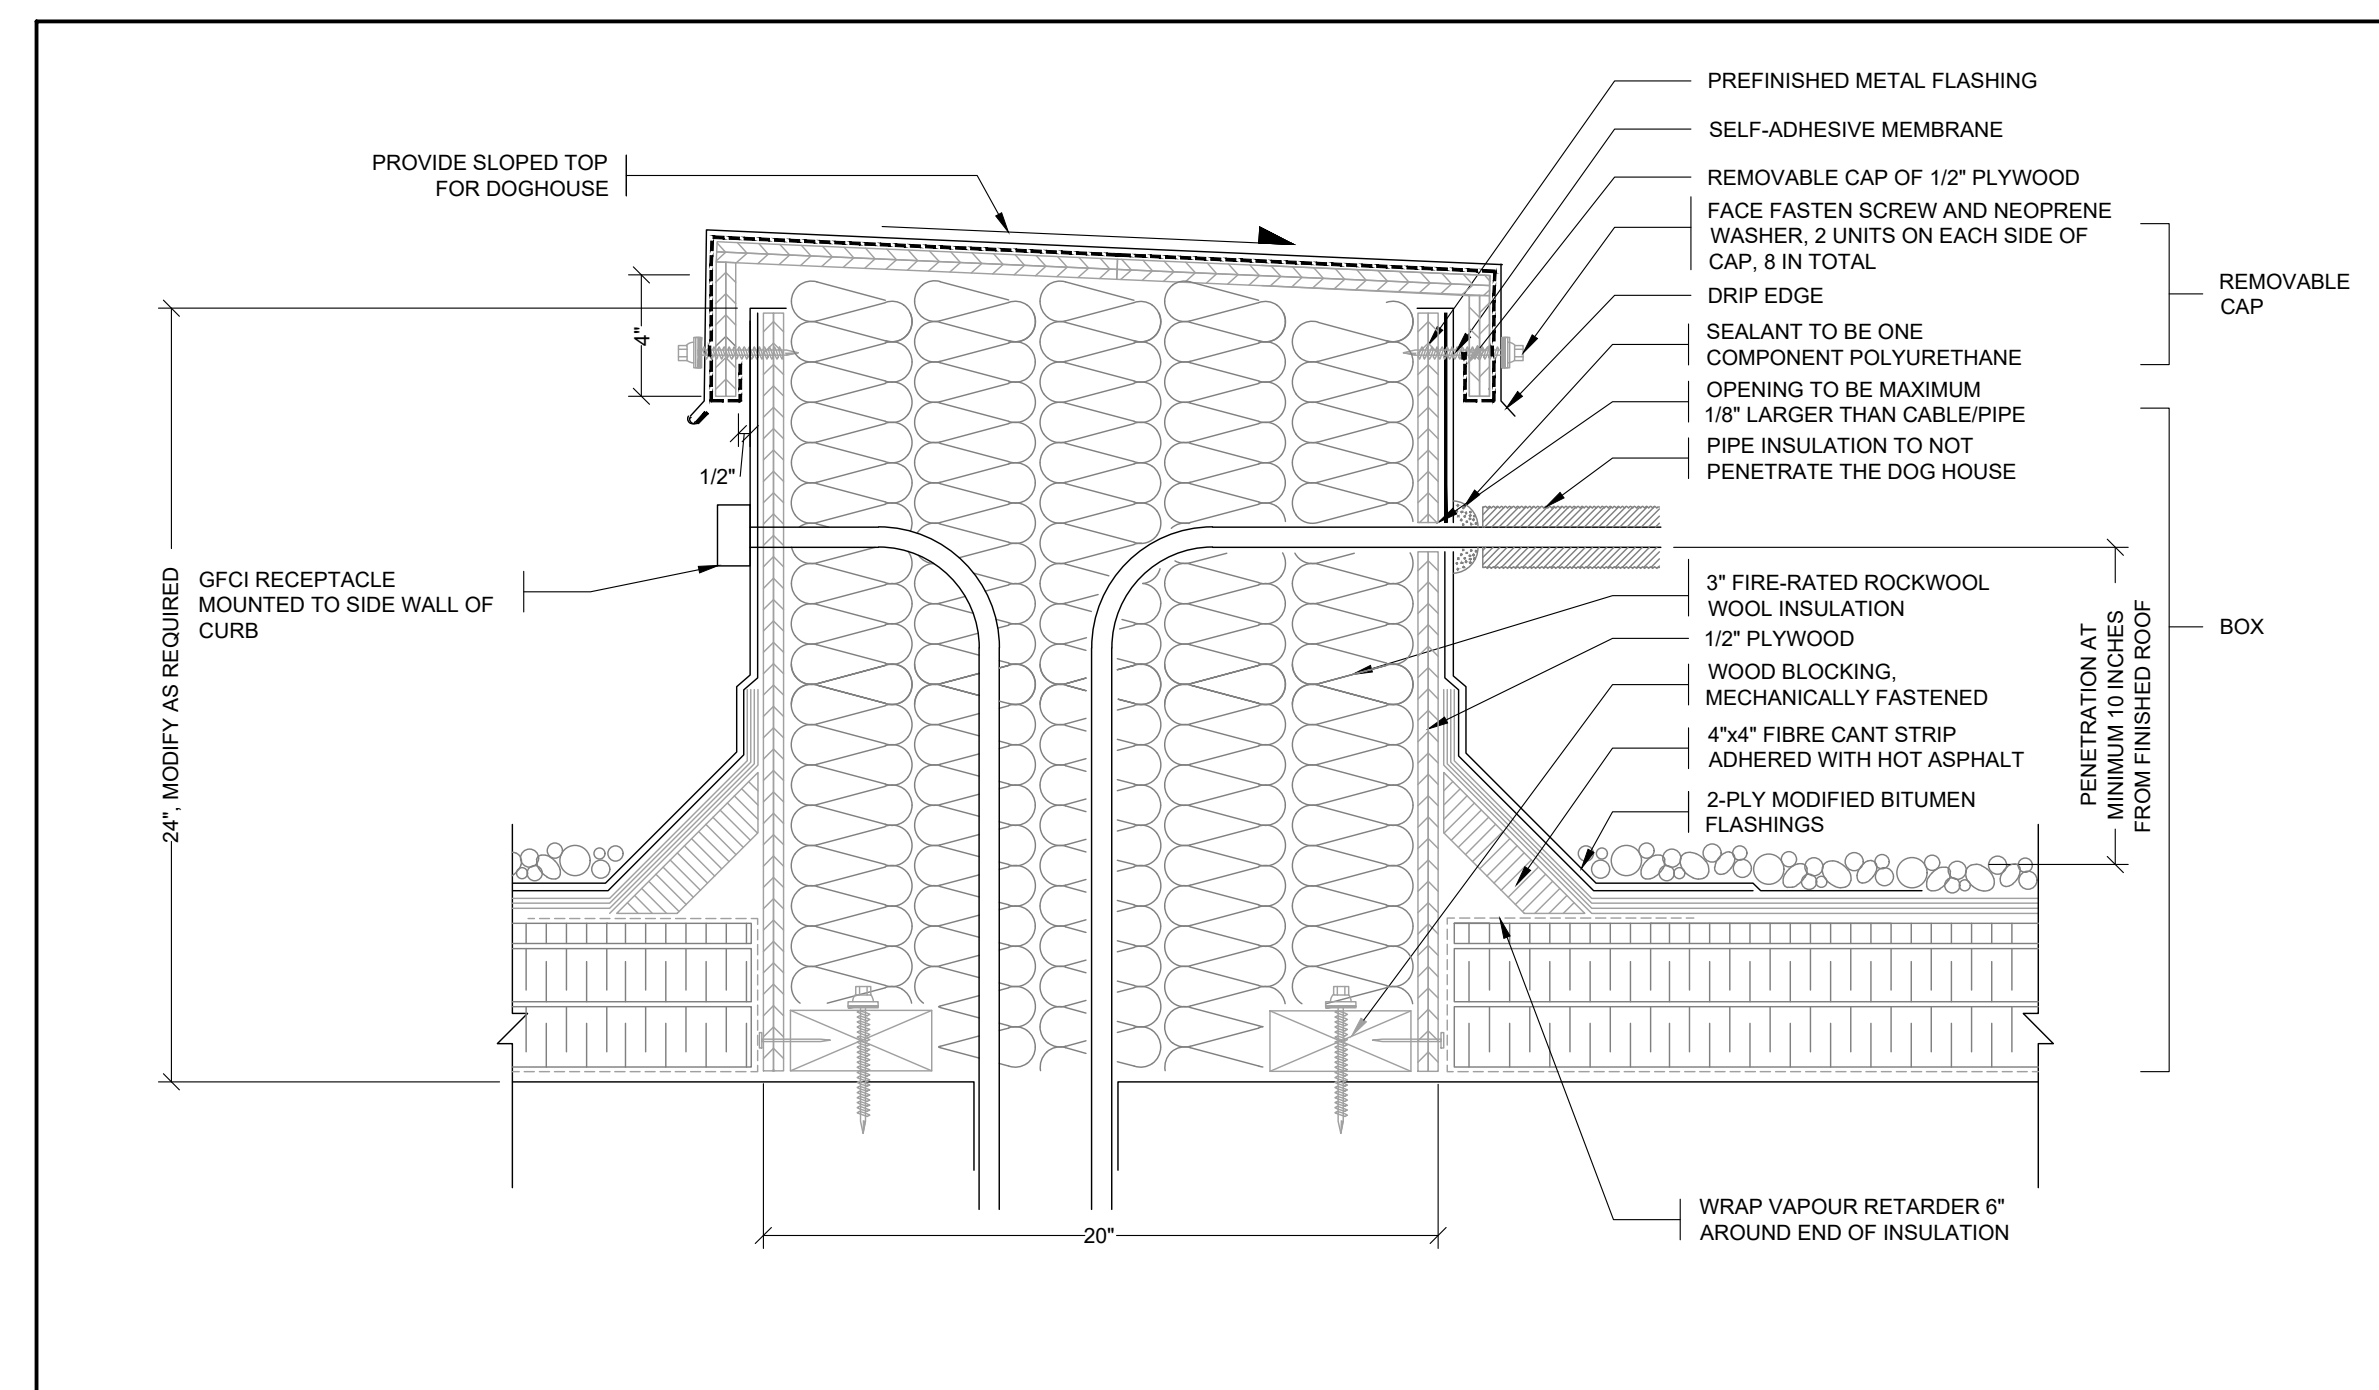 PROVIDE SLOPED TOP
FOR DOGHOUSE
4"
1/2"
24", MODIFY AS REQUIRED
GFCI RECEPTACLE
MOUNTED TO SIDE WALL OF
CURB
PREFINISHED METAL FLASHING
SELF-ADHESIVE MEMBRANE
REMOVABLE CAP OF 1/2" PLYWOOD
FACE FASTEN SCREW AND NEOPRENE
WASHER, 2 UNITS ON EACH SIDE OF
CAP, 8 IN TOTAL
DRIP EDGE
SEALANT TO BE ONE
COMPONENT POLYURETHANE
OPENING TO BE MAXIMUM
1/8" LARGER THAN CABLE/PIPE
PIPE INSULATION TO NOT
PENETRATE THE DOG HOUSE
REMOVABLE
CAP
3" FIRE-RATED ROCKWOOL
WOOL INSULATION
1/2" PLYWOOD
WOOD BLOCKING,
MECHANICALLY FASTENED
4"x4" FIBRE CANT STRIP
ADHERED WITH HOT ASPHALT
2-PLY MODIFIED BITUMEN
FLASHINGS
PENETRATION AT
MINIMUM 10 INCHES
FROM FINISHED ROOF
BOX
WRAP VAPOUR RETARDER 6"
AROUND END OF INSULATION
20"